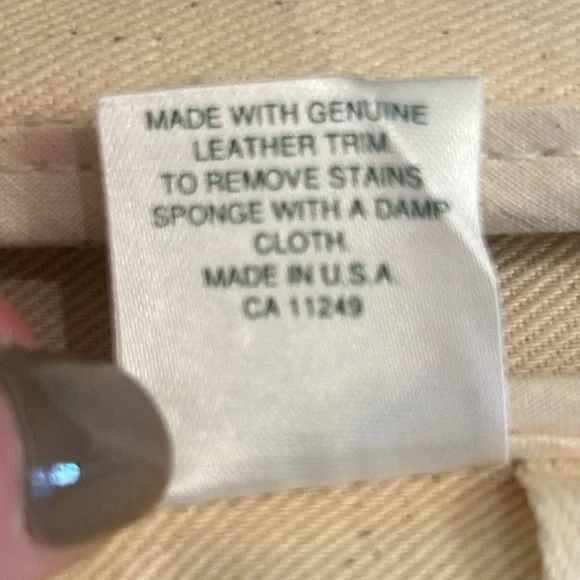 MADE WITH GENUINE
LEATHER TRIM.
TO REMOVE STAINS
SPONGE WITH A DAMP
CLOTH.
MADE IN U.S.A.
CA 11249